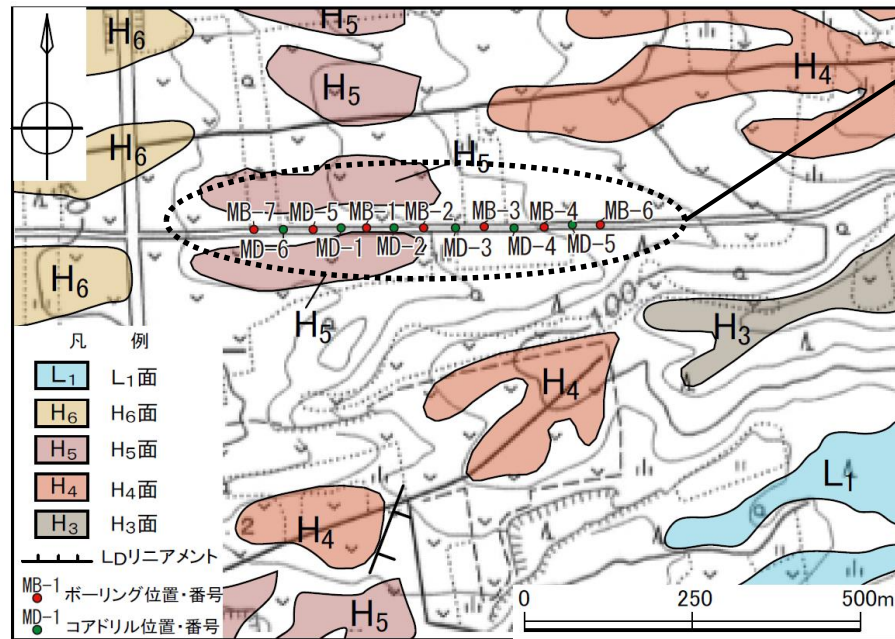 H₆
H₅
H₄
H₅
H₆
H₅
MB-7
MD-5
MB-1
MB-2
MB-3
MB-4
MB-6
MD-6
MD-1
MD-2
MD-3
MD-4
MD-5
H₆
H₅
100
H₃
H₄
L₁
H₄
2
H₅
凡 例
L₁ L₁面
H₆ H₆面
H₅ H₅面
H₄ H₄面
H₃ H₃面
LDリニアメント
MB-1 ボーリング位置・番号
MD-1 コアドリル位置・番号
0 250 500m